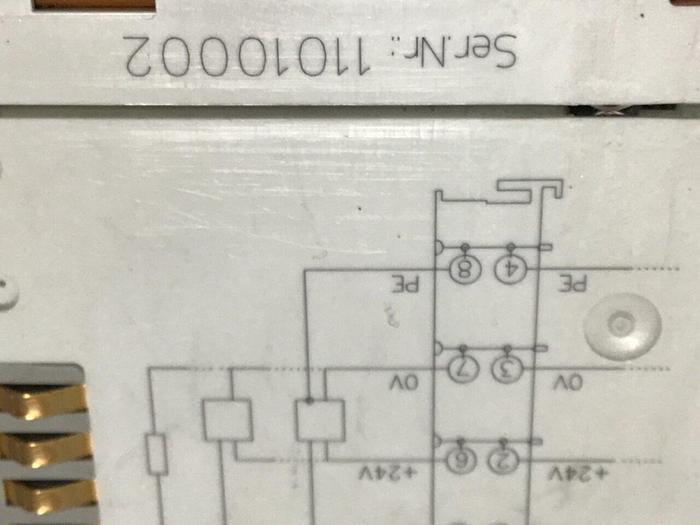 +24V 2 6 +24V
0V 3 7 0V
PE 4 8 PE
Ser.Nr.: 11010002